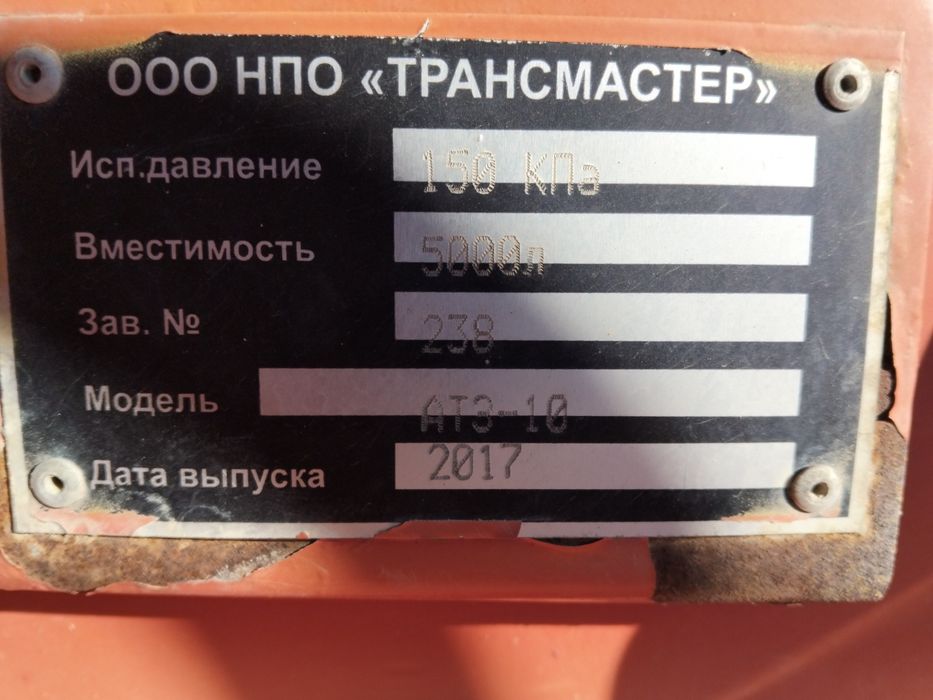 ООО НПО «ТРАНСМАСТЕР»
Исп.давление 150 КПа
Вместимость 5000л
Зав. № 238
Модель АТЗ-10
Дата выпуска 2017